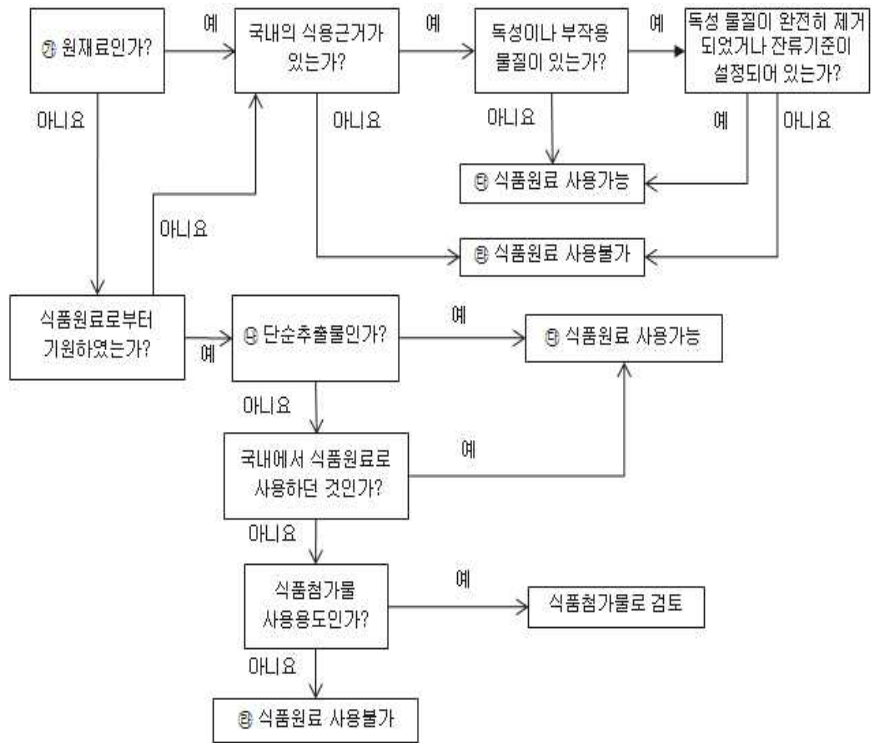 ㉮ 원재료인가?
예
국내의 식용근거가
있는가?
예
독성이나 부작용
물질이 있는가?
예
독성 물질이 완전히 제거
되었거나 잔류기준이
설정되어 있는가?
아니요
아니요
아니요
예
아니요
㉰ 식품원료 사용가능
아니요
㉱ 식품원료 사용불가
식품원료로부터
기원하였는가?
예
㉯ 단순추출물인가?
예
㉰ 식품원료 사용가능
아니요
국내에서 식품원료로
사용하던 것인가?
예
아니요
식품첨가물
사용용도인가?
예
식품첨가물로 검토
아니요
㉱ 식품원료 사용불가